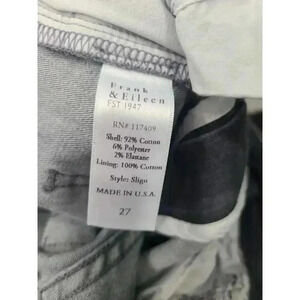 Frank
& Eileen
EST 1947
RN# 117409
Shell: 92% Cotton
6% Polyester
2% Elastane
Lining: 100% Cotton
Style: Sligo
MADE IN U.S.A.
27